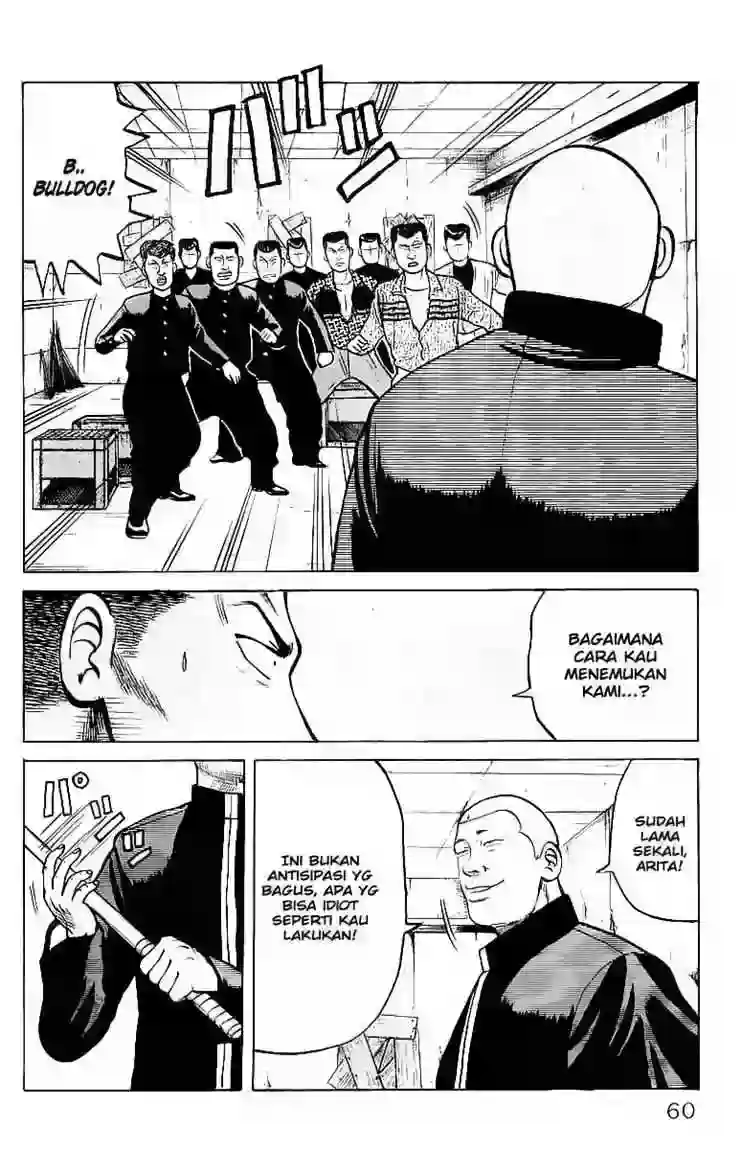 B..
BULLDOG!
BAGAIMANA
CARA KAU
MENEMUKAN
KAMI...?
SUDAH
LAMA
SEKALI,
ARITA!
INI BUKAN
ANTISIPASI YG
BAGUS, APA YG
BISA IDIOT
SEPERTI KAU
LAKUKAN!
60